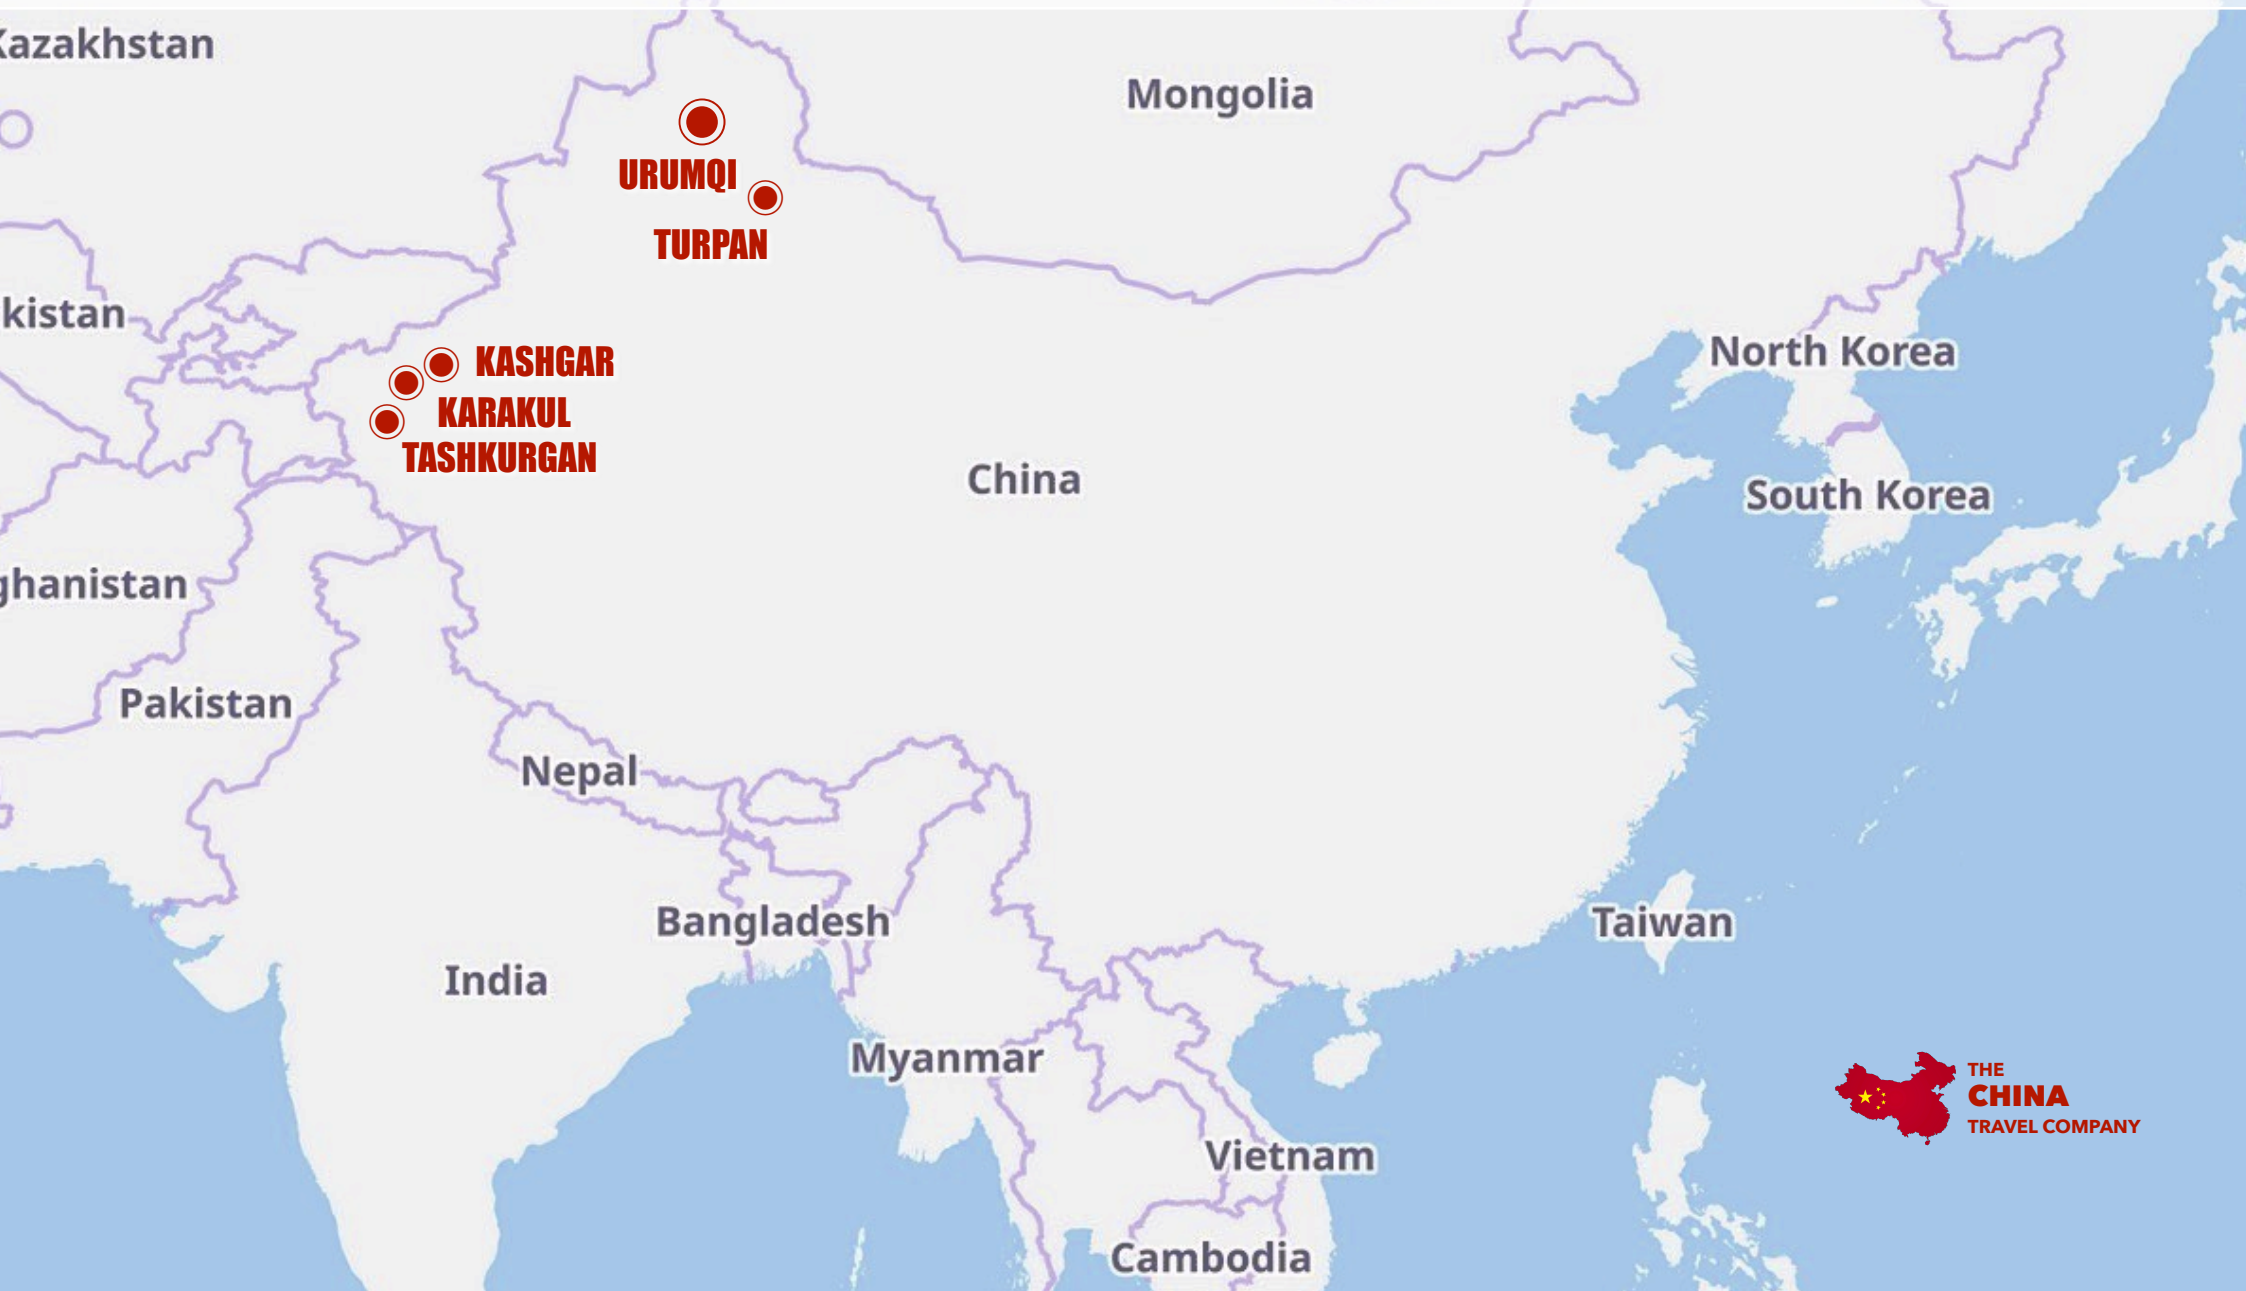 Kazakhstan
Mongolia
URUMQI
TURPAN
kistan
North Korea
KASHGAR
KARAKUL
TASHKURGAN
China
South Korea
ghanistan
Pakistan
Nepal
Bangladesh
Taiwan
India
Myanmar
THE
CHINA
TRAVEL COMPANY
Vietnam
Cambodia